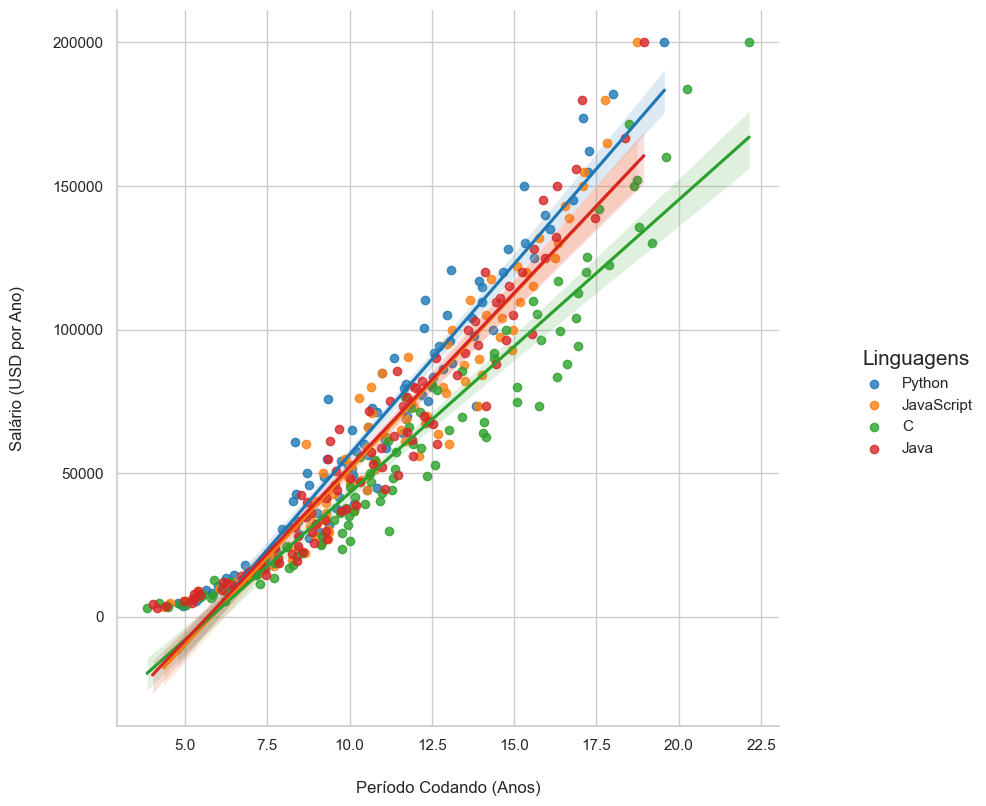 200000
150000
100000
50000
0
Salário (USD por Ano)
5.0 7.5 10.0 12.5 15.0 17.5 20.0 22.5
Período Codando (Anos)
Linguagens
Python
JavaScript
C
Java